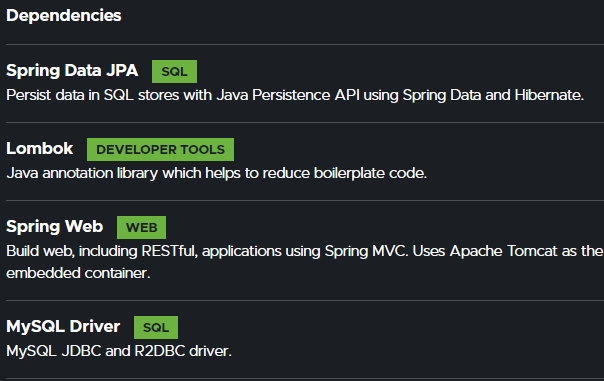 Dependencies
Spring Data JPA SQL
Persist data in SQL stores with Java Persistence API using Spring Data and Hibernate.
Lombok DEVELOPER TOOLS
Java annotation library which helps to reduce boilerplate code.
Spring Web WEB
Build web, including RESTful, applications using Spring MVC. Uses Apache Tomcat as the
embedded container.
MySQL Driver SQL
MySQL JDBC and R2DBC driver.